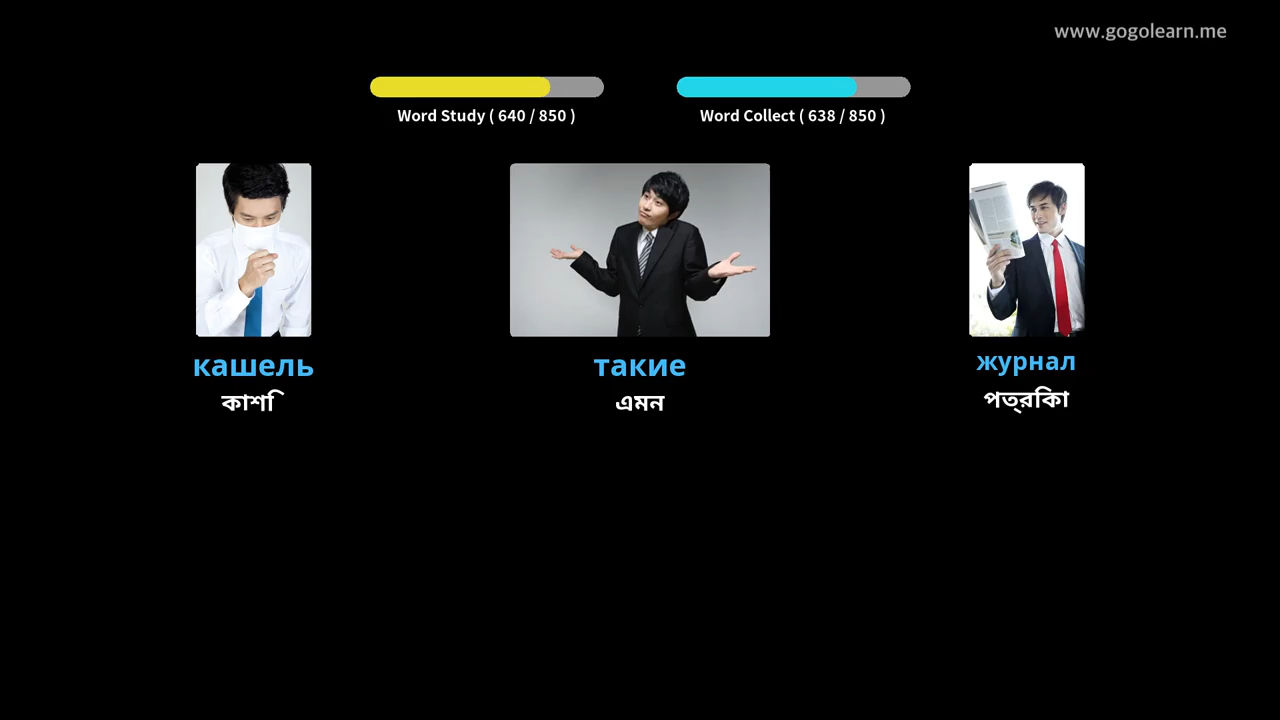 www.gogolearn.me
Word Study ( 640 / 850 )
Word Collect ( 638 / 850 )
кашель
такие
журнал
কাশি
এমন
পত্রিকা